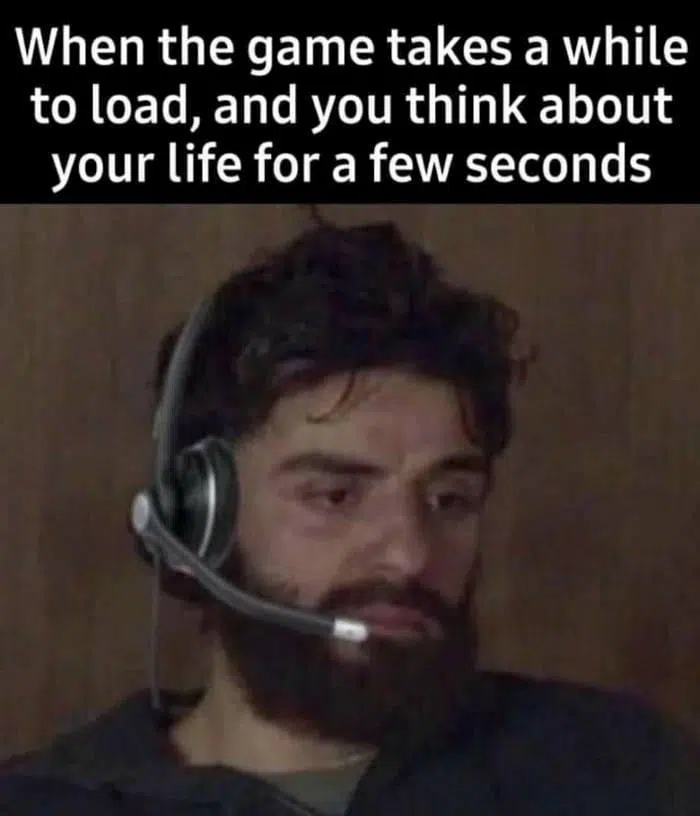 When the game takes a while
to load, and you think about
your life for a few seconds